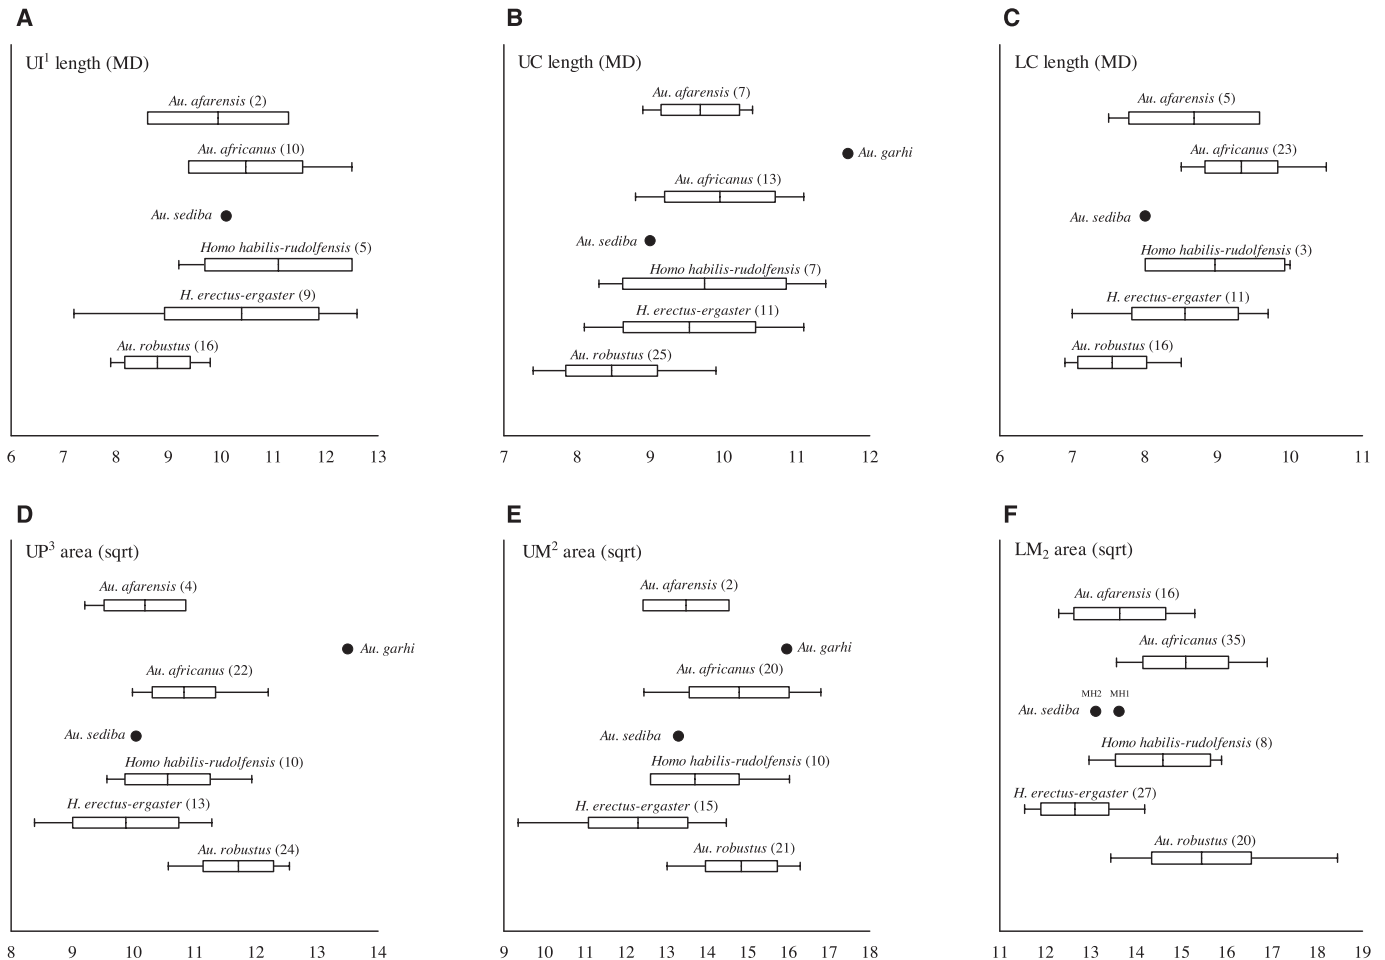 A
UI¹ length (MD)
Au. afarensis (2)
Au. africanus (10)
Au. sediba
Homo habilis-rudolfensis (5)
H. erectus-ergaster (9)
Au. robustus (16)
6 7 8 9 10 11 12 13
B
UC length (MD)
Au. afarensis (7)
Au. garhi
Au. africanus (13)
Au. sediba
Homo habilis-rudolfensis (7)
H. erectus-ergaster (11)
Au. robustus (25)
7 8 9 10 11 12
C
LC length (MD)
Au. afarensis (5)
Au. africanus (23)
Au. sediba
Homo habilis-rudolfensis (3)
H. erectus-ergaster (11)
Au. robustus (16)
6 7 8 9 10 11
D
UP³ area (sqrt)
Au. afarensis (4)
Au. garhi
Au. africanus (22)
Au. sediba
Homo habilis-rudolfensis (10)
H. erectus-ergaster (13)
Au. robustus (24)
8 9 10 11 12 13 14
E
UM² area (sqrt)
Au. afarensis (2)
Au. garhi
Au. africanus (20)
Au. sediba
Homo habilis-rudolfensis (10)
H. erectus-ergaster (15)
Au. robustus (21)
9 10 11 12 13 14 15 16 17 18
F
LM₂ area (sqrt)
Au. afarensis (16)
Au. africanus (35)
MH2 MH1
Au. sediba
Homo habilis-rudolfensis (8)
H. erectus-ergaster (27)
Au. robustus (20)
11 12 13 14 15 16 17 18 19